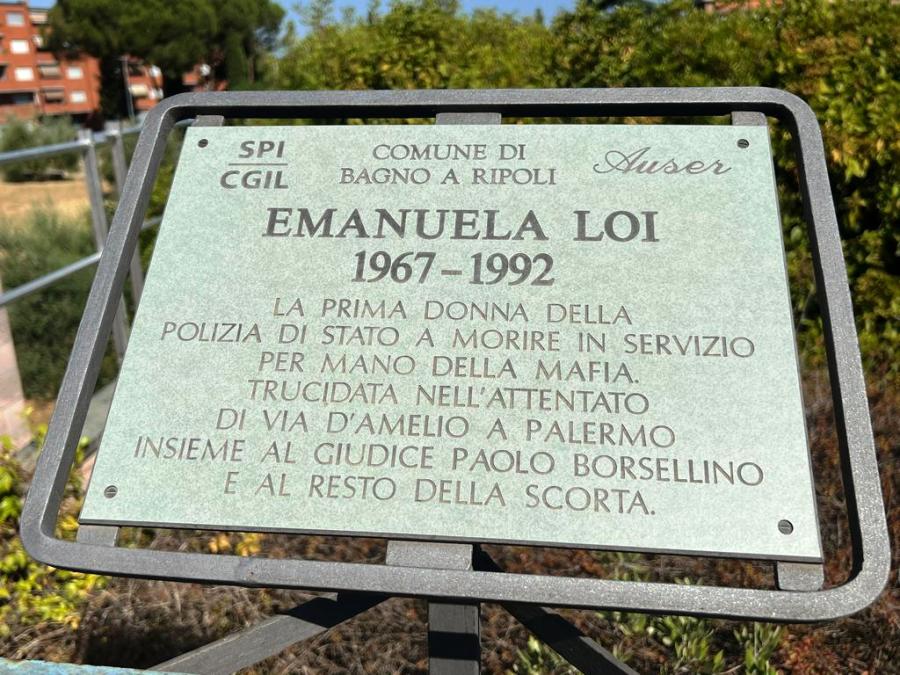 SPI
CGIL
COMUNE DI
BAGNO A RIPOLI
Auser
EMANUELA LOI
1967-1992
LA PRIMA DONNA DELLA
POLIZIA DI STATO A MORIRE IN SERVIZIO
PER MANO DELLA MAFIA.
TRUCIDATA NELL'ATTENTATO
DI VIA D'AMELIO A PALERMO
INSIEME AL GIUDICE PAOLO BORSELLINO
E AL RESTO DELLA SCORTA.